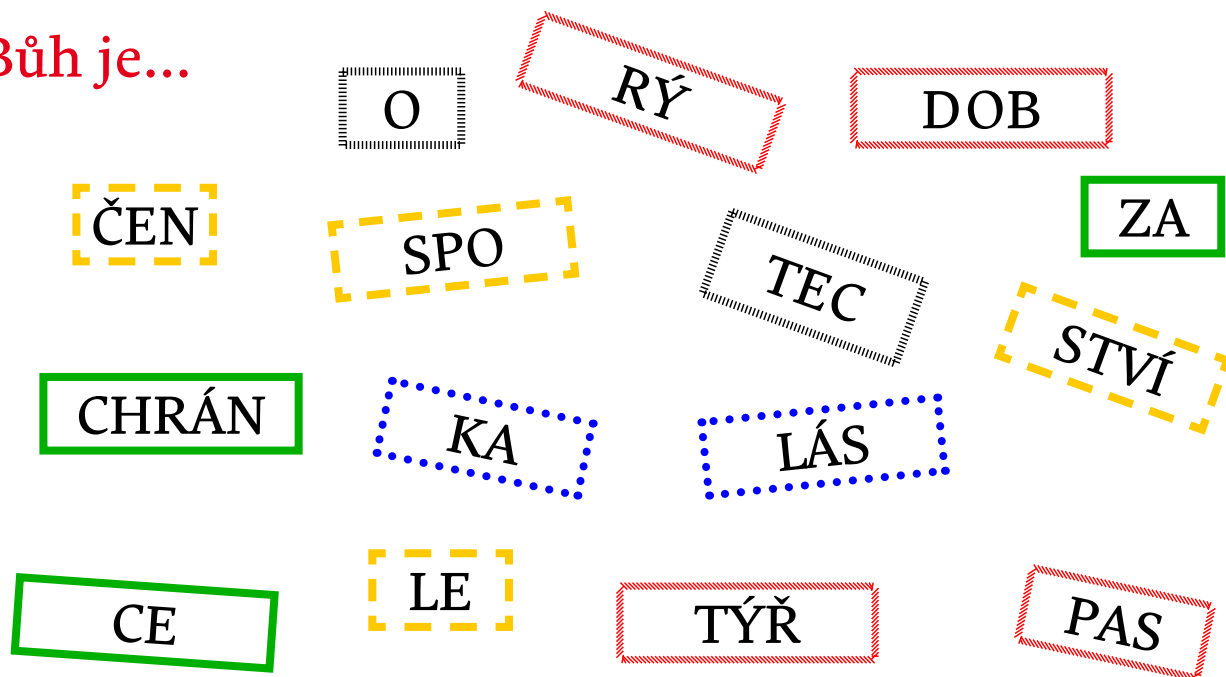 Bůh je...
O
RÝ
DOB
ČEN
SPO
ZA
TEC
STVÍ
CHRÁN
KA
LÁS
CE
LE
TÝŘ
PAS